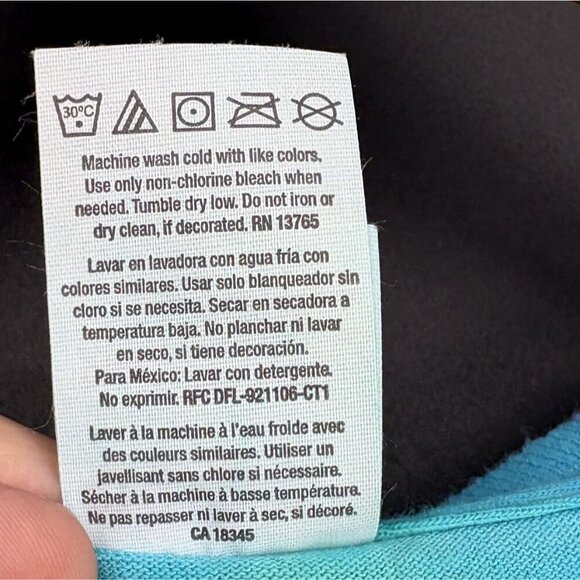 30°C
Machine wash cold with like colors.
Use only non-chlorine bleach when
needed. Tumble dry low. Do not iron or
dry clean, if decorated. RN 13765
Lavar en lavadora con agua fría con
colores similares. Usar solo blanqueador sin
cloro si se necesita. Secar en secadora a
temperatura baja. No planchar ni lavar
en seco, si tiene decoración.
Para México: Lavar con detergente.
No exprimir. RFC DFL-921106-CT1
Laver à la machine à l'eau froide avec
des couleurs similaires. Utiliser un
javellisant sans chlore si nécessaire.
Sécher à la machine à basse température.
Ne pas repasser ni laver à sec, si décoré.
CA 18345